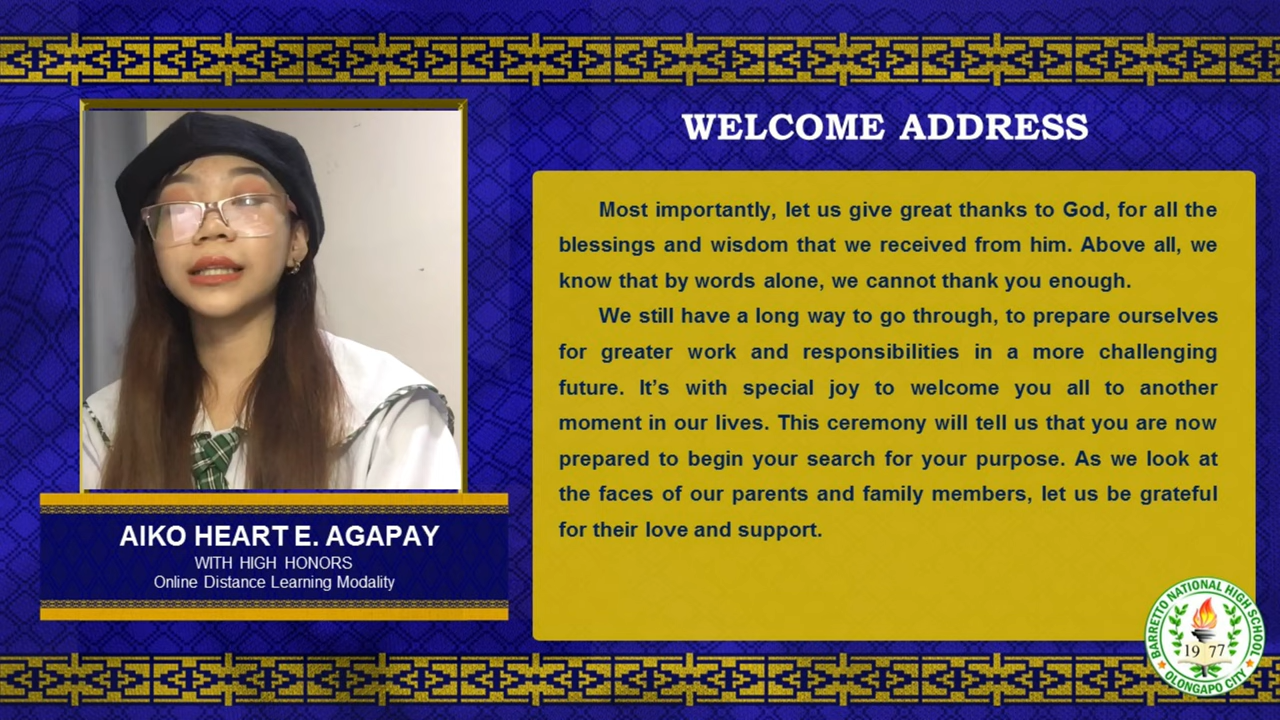 WELCOME ADDRESS
Most importantly, let us give great thanks to God, for all the
blessings and wisdom that we received from him. Above all, we
know that by words alone, we cannot thank you enough.
We still have a long way to go through, to prepare ourselves
for greater work and responsibilities in a more challenging
future. It’s with special joy to welcome you all to another
moment in our lives. This ceremony will tell us that you are now
prepared to begin your search for your purpose. As we look at
the faces of our parents and family members, let us be grateful
for their love and support.
AIKO HEART E. AGAPAY
WITH HIGH HONORS
Online Distance Learning Modality
BARRETTO NATIONAL HIGH SCHOOL
1977
OLONGAPO CITY